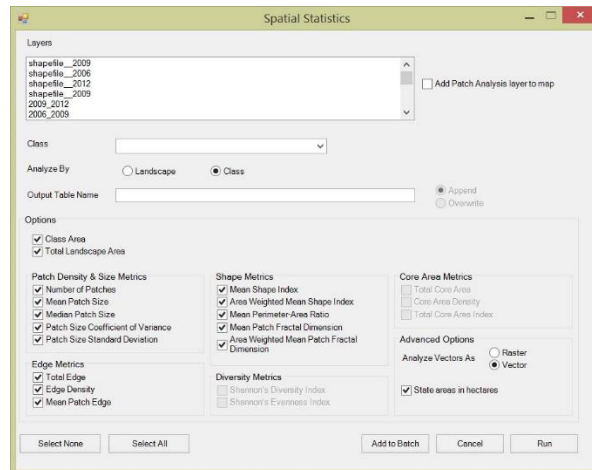 Spatial Statistics
Layers
shapefile__2009
shapefile__2006
shapefile__2012
shapefile__2009
2009_2012
2006_2009
Add Patch Analysis layer to map
Class
Analyze By
Landscape
Class
Output Table Name
Append
Overwrite
Options
Class Area
Total Landscape Area
Patch Density & Size Metrics
Number of Patches
Mean Patch Size
Median Patch Size
Patch Size Coefficient of Variance
Patch Size Standard Deviation
Edge Metrics
Total Edge
Edge Density
Mean Patch Edge
Shape Metrics
Mean Shape Index
Area Weighted Mean Shape Index
Mean Perimeter-Area Ratio
Mean Patch Fractal Dimension
Area Weighted Mean Patch Fractal
Dimension
Diversity Metrics
Shannon's Diversity Index
Shannon's Evenness Index
Core Area Metrics
Total Core Area
Core Area Density
Total Core Area Index
Advanced Options
Analyze Vectors As
Raster
Vector
State areas in hectares
Select None
Select All
Add to Batch
Cancel
Run